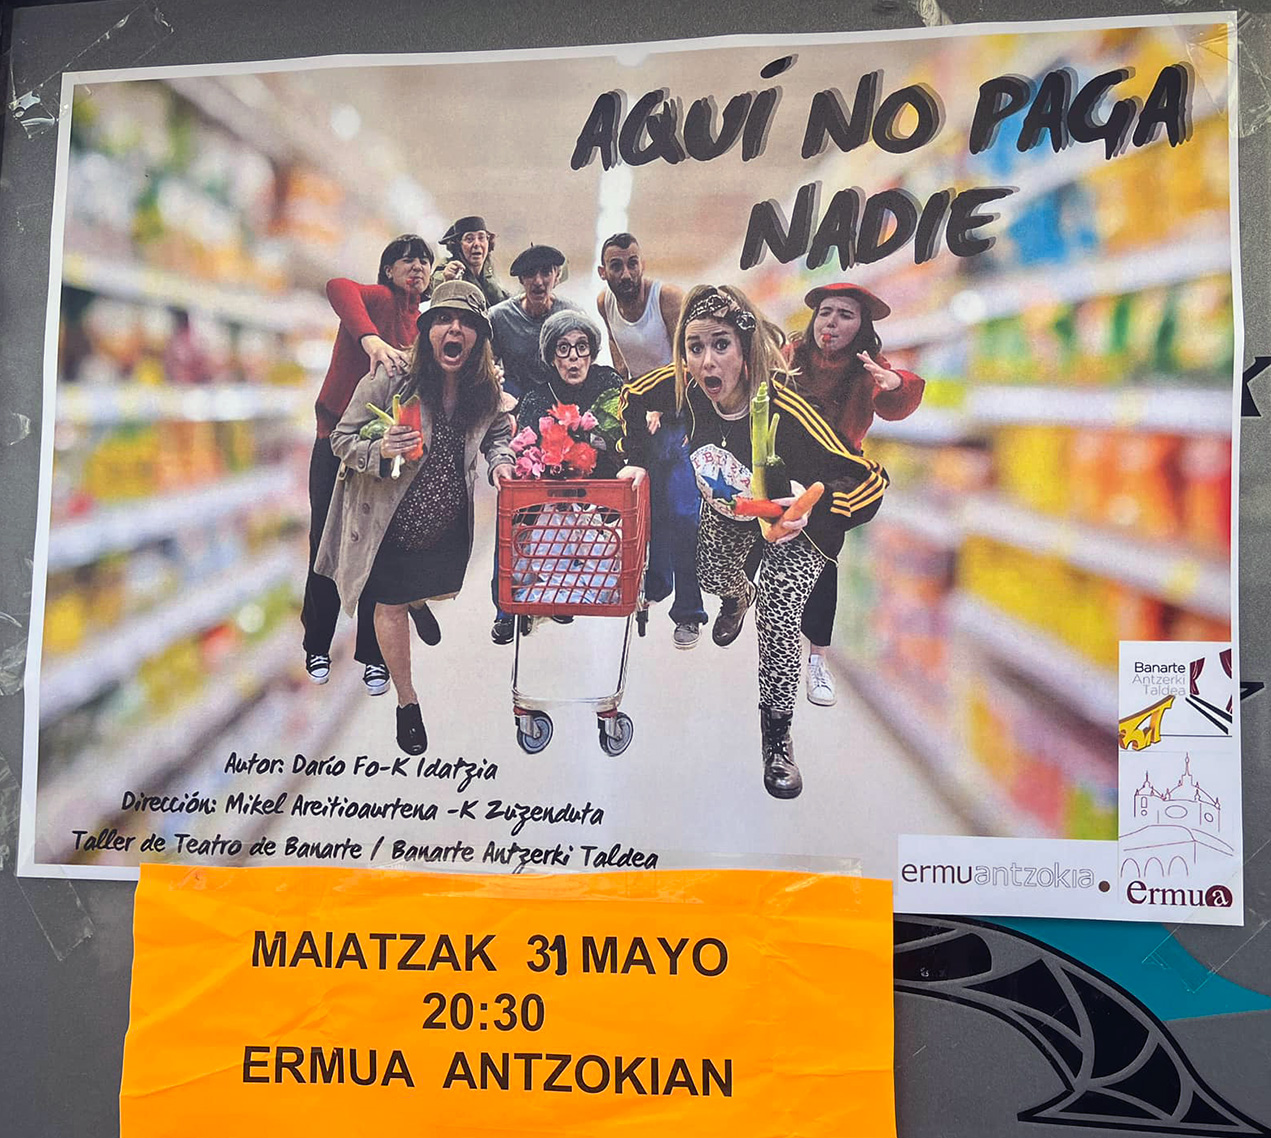 AQUÍ NO PAGA
NADIE
Autor: Darío Fo-K Idatzia
Dirección: Mikel Areitioaurtena -K Zuzenduta
Taller de Teatro de Banarte / Banarte Antzerki Taldea
Banarte
Antzerki
Taldea
ermuantzokia.
ermua
MAIATZAK 31 MAYO
20:30
ERMUA ANTZOKIAN